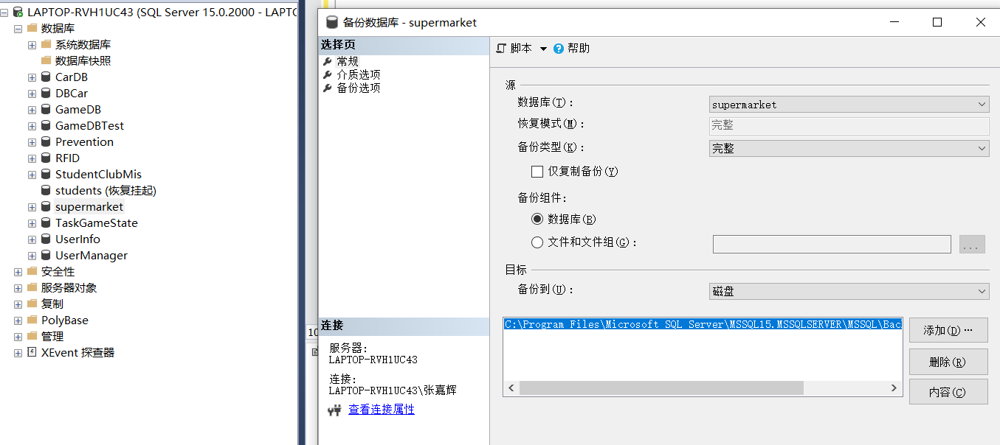 LAPTOP-RVH1UC43 (SQL Server 15.0.2000 - LAPTO
数据库
系统数据库
数据库快照
CarDB
DBCar
GameDB
GameDBTest
Prevention
RFID
StudentClubMis
students (恢复挂起)
supermarket
TaskGameState
UserInfo
UserManager
安全性
服务器对象
复制
PolyBase
管理
XEvent 探查器
10
备份数据库 - supermarket
选择页
常规
介质选项
备份选项
连接
服务器:
LAPTOP-RVH1UC43
连接:
LAPTOP-RVH1UC43\张嘉辉
查看连接属性
脚本 帮助
源
数据库(T): supermarket
恢复模式(M): 完整
备份类型(K): 完整
仅复制备份(Y)
备份组件:
数据库(B)
文件和文件组(G): ...
目标
备份到(U): 磁盘
C:\Program Files\Microsoft SQL Server\MSSQL15.MSSQLSERVER\MSSQL\Bac
添加(D)…
删除(R)
内容(C)